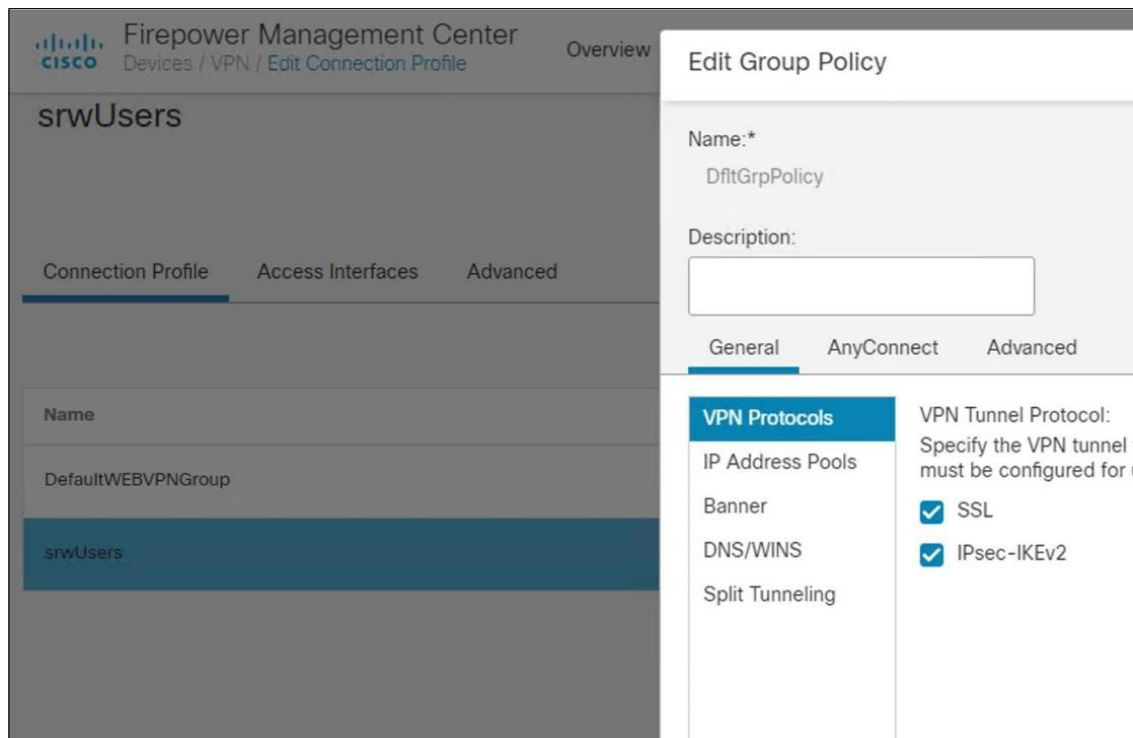 cisco
Firepower Management Center
Devices / VPN / Edit Connection Profile
Overview
srwUsers
Connection Profile
Access Interfaces
Advanced
Name
DefaultWEBVPNGroup
srwUsers
Edit Group Policy
Name:*
DfltGrpPolicy
Description:
General
AnyConnect
Advanced
VPN Protocols
IP Address Pools
Banner
DNS/WINS
Split Tunneling
VPN Tunnel Protocol:
Specify the VPN tunnel
must be configured for
SSL
IPsec-IKEv2